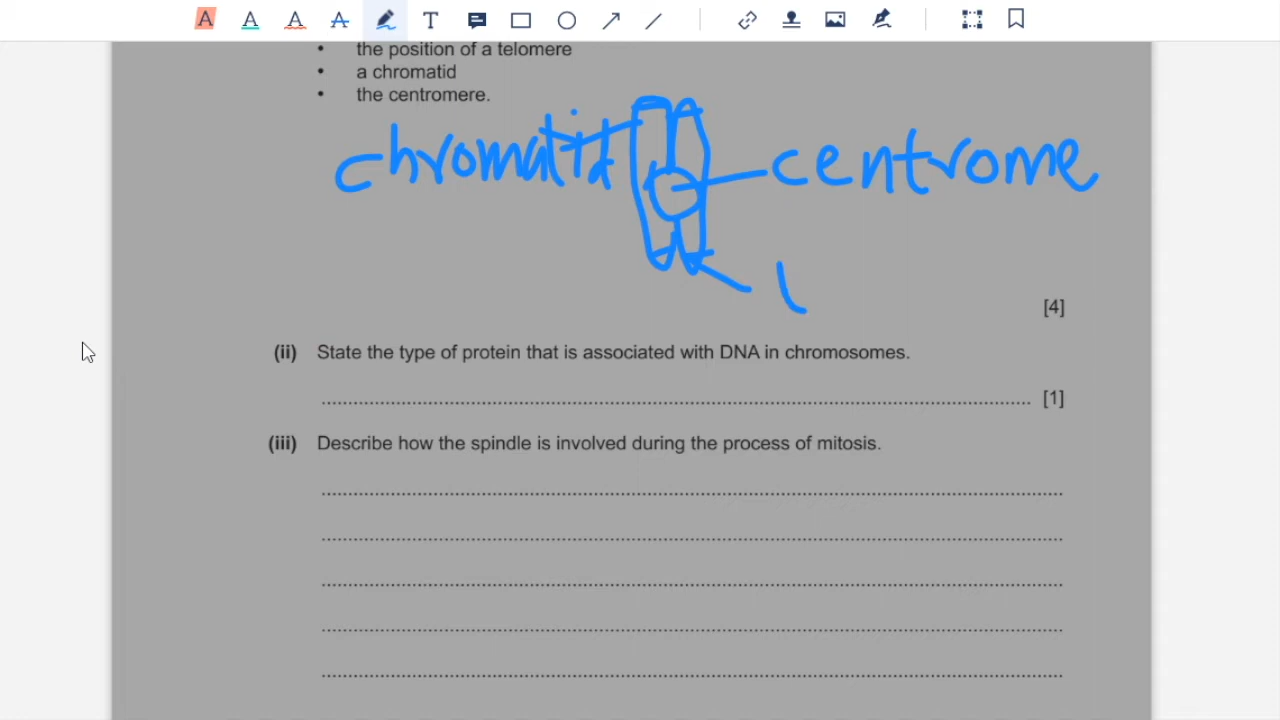 • the position of a telomere
• a chromatid
• the centromere.
chromatid centrome
[4]
(ii) State the type of protein that is associated with DNA in chromosomes.
[1]
(iii) Describe how the spindle is involved during the process of mitosis.